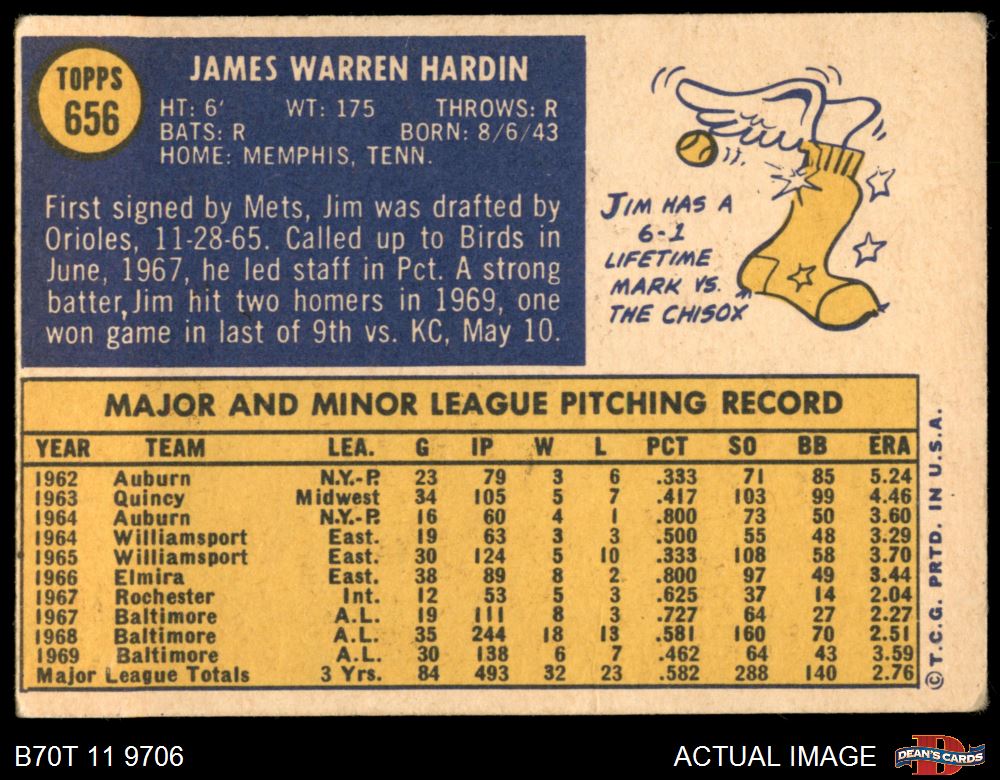 TOPPS
656
JAMES WARREN HARDIN
HT: 6' WT: 175 THROWS: R
BATS: R BORN: 8/6/43
HOME: MEMPHIS, TENN.
First signed by Mets, Jim was drafted by
Orioles, 11-28-65. Called up to Birds in
June, 1967, he led staff in Pct. A strong
batter, Jim hit two homers in 1969, one
won game in last of 9th vs. KC, May 10.
JIM HAS A
6-1
LIFETIME
MARK VS.
THE CHISOX
MAJOR AND MINOR LEAGUE PITCHING RECORD
YEAR TEAM LEA. G IP W L PCT SO BB ERA
1962 Auburn N.Y.-P. 23 79 3 6 .333 71 85 5.24
1963 Quincy Midwest 34 105 5 7 .417 103 99 4.46
1964 Auburn N.Y.-P. 16 60 4 1 .800 73 50 3.60
1964 Williamsport East. 19 63 3 3 .500 55 48 3.29
1965 Williamsport East. 30 124 5 10 .333 108 58 3.70
1966 Elmira East. 38 89 8 2 .800 97 49 3.44
1967 Rochester Int. 12 53 5 3 .625 37 14 2.04
1967 Baltimore A.L. 19 111 8 3 .727 64 27 2.27
1968 Baltimore A.L. 35 244 18 13 .581 160 70 2.51
1969 Baltimore A.L. 30 138 6 7 .462 64 43 3.59
Major League Totals 3 Yrs. 84 493 32 23 .582 288 140 2.76
© T.C.G. PRTD. IN U.S.A.
B70T 11 9706
ACTUAL IMAGE
DEAN'S CARDS